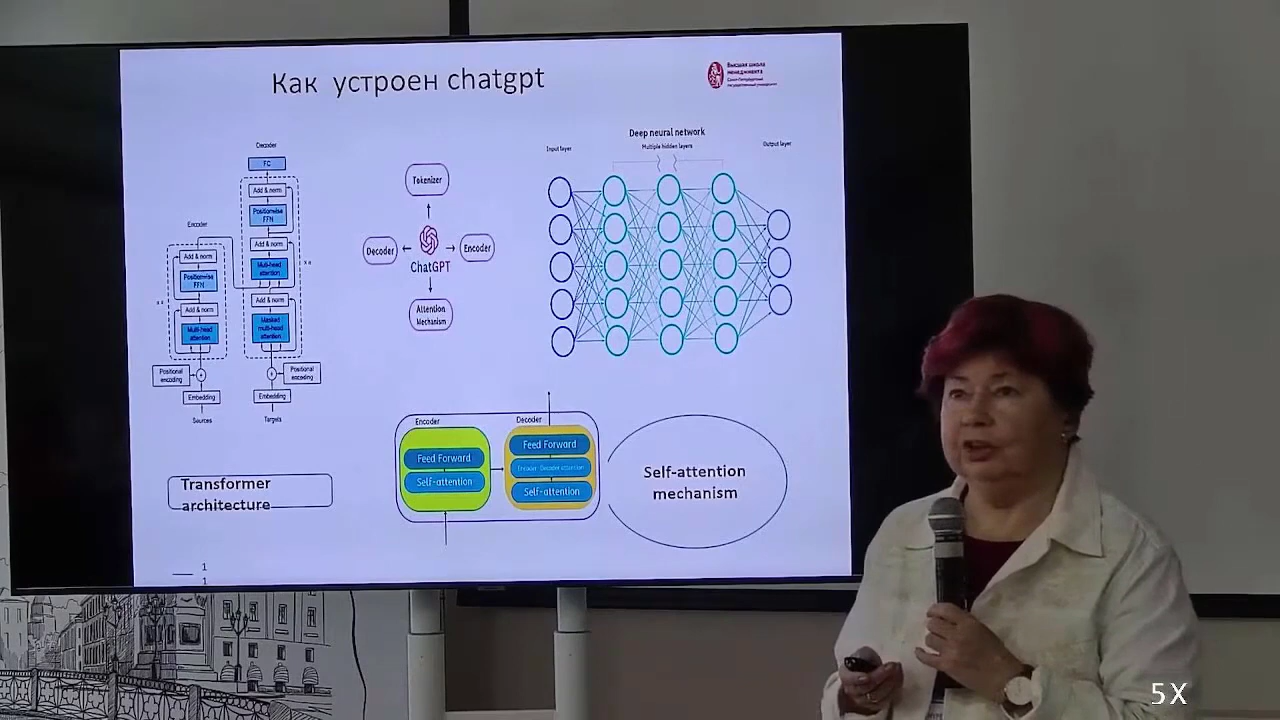 Как устроен chatgpt
Высшая школа
менеджмента
Санкт-Петербургский
государственный университет
Decoder
FC
Add & norm
Positionwise
FFN
Add & norm
Multi-head
attention
Add & norm
Masked
multi-head
attention
Positional
encoding
Embedding
Targets
Encoder
Add & norm
Positionwise
FFN
Add & norm
Multi-head
attention
Positional
encoding
Embedding
Sources
Tokenizer
Decoder
Encoder
ChatGPT
Attention
Mechanism
Deep neural network
Input layer
Multiple hidden layers
Output layer
Transformer
architecture
Encoder
Feed Forward
Self-attention
Decoder
Feed Forward
Encoder-Decoder attention
Self-attention
Self-attention
mechanism
1
1
5X